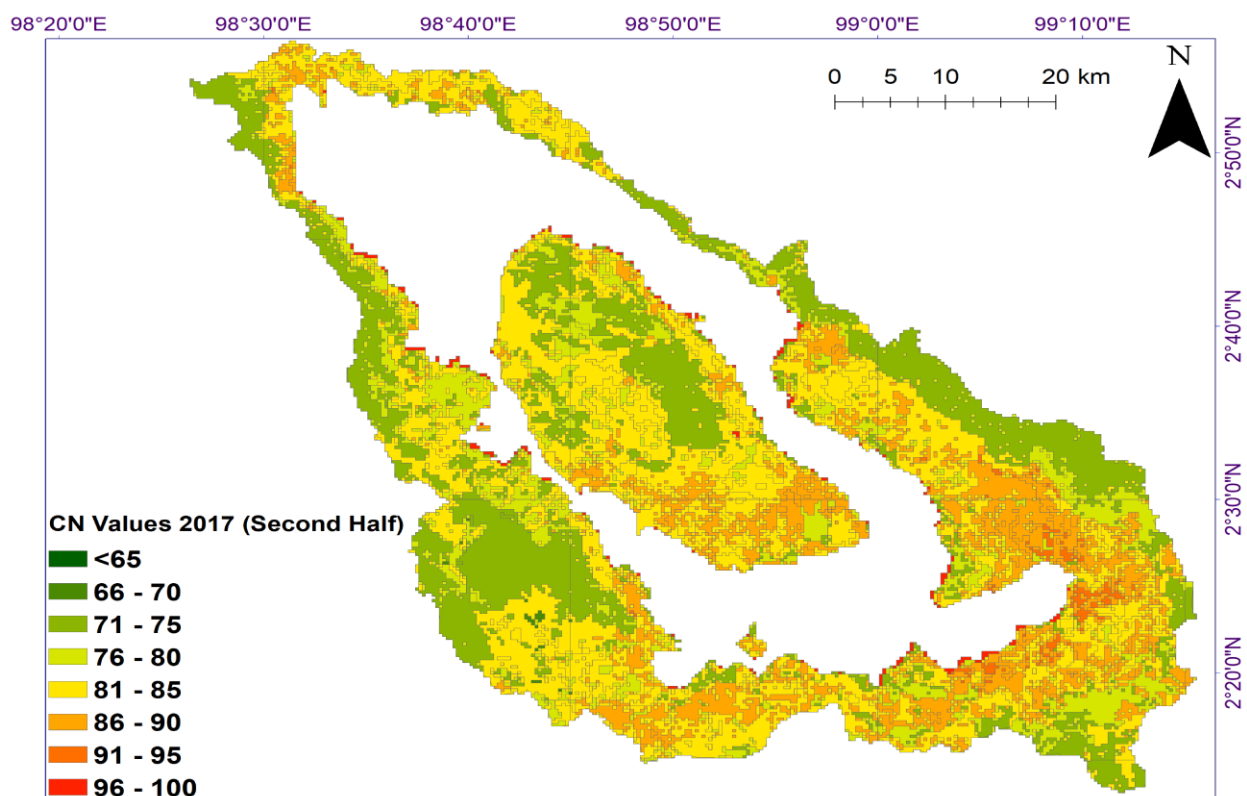 98°20'0"E 98°30'0"E 98°40'0"E 98°50'0"E 99°00'0"E 99°10'0"E
N
0 5 10 20 km
2°50'0"N
2°40'0"N
2°30'0"N
2°20'0"N
CN Values 2017 (Second Half)
<65
66 - 70
71 - 75
76 - 80
81 - 85
86 - 90
91 - 95
96 - 100